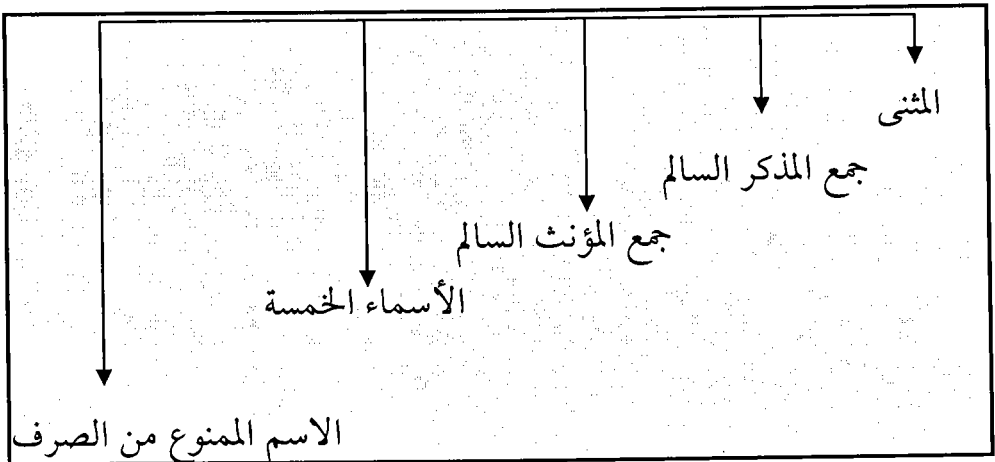 المثنى
جمع المذكر السالم
جمع المؤنث السالم
الأسماء الخمسة
الاسم الممنوع من الصرف